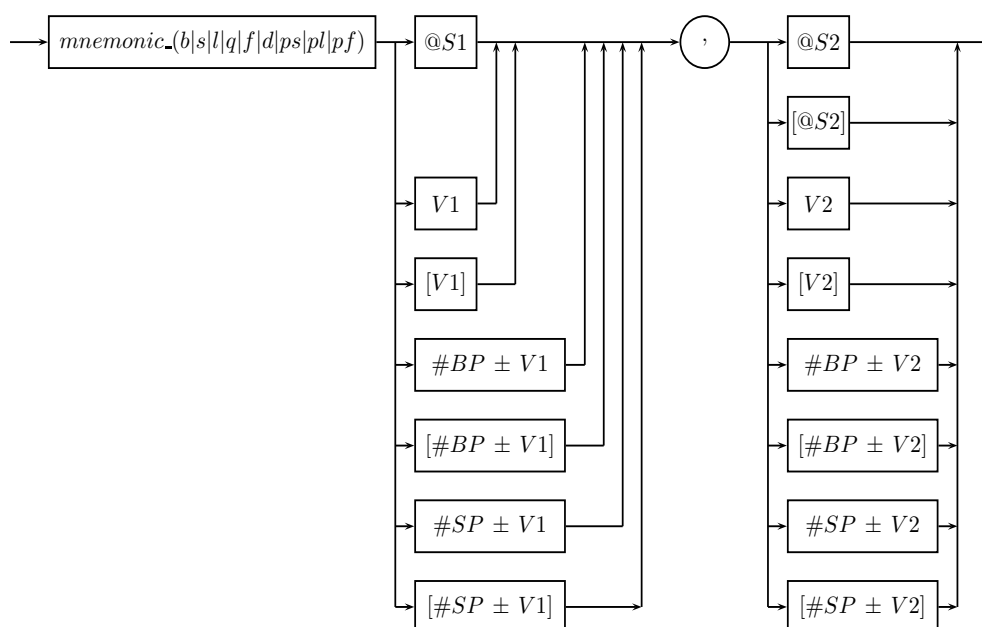 mnemonic_(b|s|l|q|f|d|ps|pl|pf) @S1 , @S2
[@S2]
V1 V2
[V1] [V2]
#BP ± V1 #BP ± V2
[#BP ± V1] [#BP ± V2]
#SP ± V1 #SP ± V2
[#SP ± V1] [#SP ± V2]